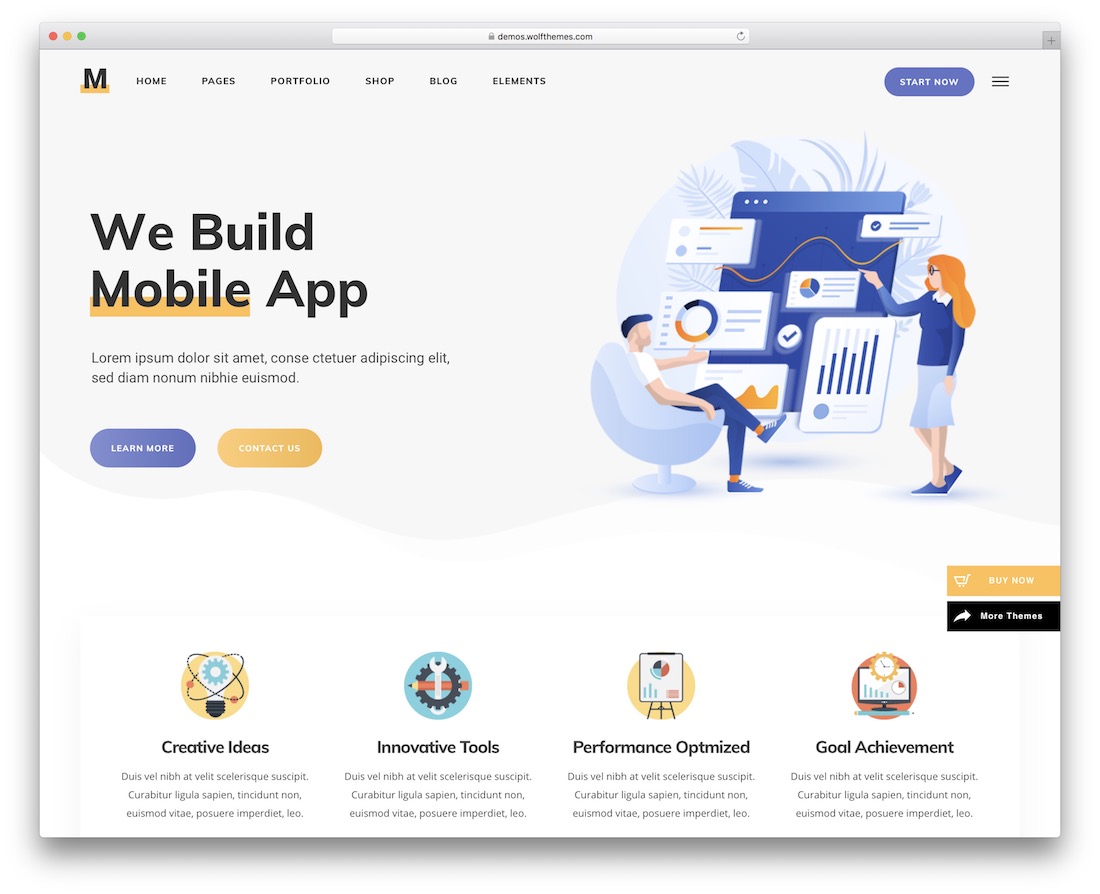 demos.wolfthemes.com
M
HOME PAGES PORTFOLIO SHOP BLOG ELEMENTS
START NOW
We Build
Mobile App
Lorem ipsum dolor sit amet, conse ctetuer adipiscing elit,
sed diam nonum nibhie euismod.
LEARN MORE
CONTACT US
BUY NOW
More Themes
Creative Ideas
Duis vel nibh at velit scelerisque suscipit.
Curabitur ligula sapien, tincidunt non,
euismod vitae, posuere imperdiet, leo.
Innovative Tools
Duis vel nibh at velit scelerisque suscipit.
Curabitur ligula sapien, tincidunt non,
euismod vitae, posuere imperdiet, leo.
Performance Optmized
Duis vel nibh at velit scelerisque suscipit.
Curabitur ligula sapien, tincidunt non,
euismod vitae, posuere imperdiet, leo.
Goal Achievement
Duis vel nibh at velit scelerisque suscipit.
Curabitur ligula sapien, tincidunt non,
euismod vitae, posuere imperdiet, leo.